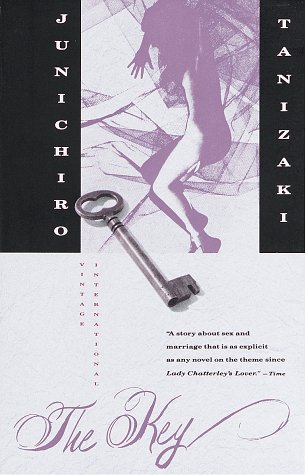 JUNICHIRO
TANIZAKI
VINTAGE
INTERNATIONAL
"A story about sex and
marriage that is as explicit
as any novel on the theme since
Lady Chatterley's Lover." – Time
The Key